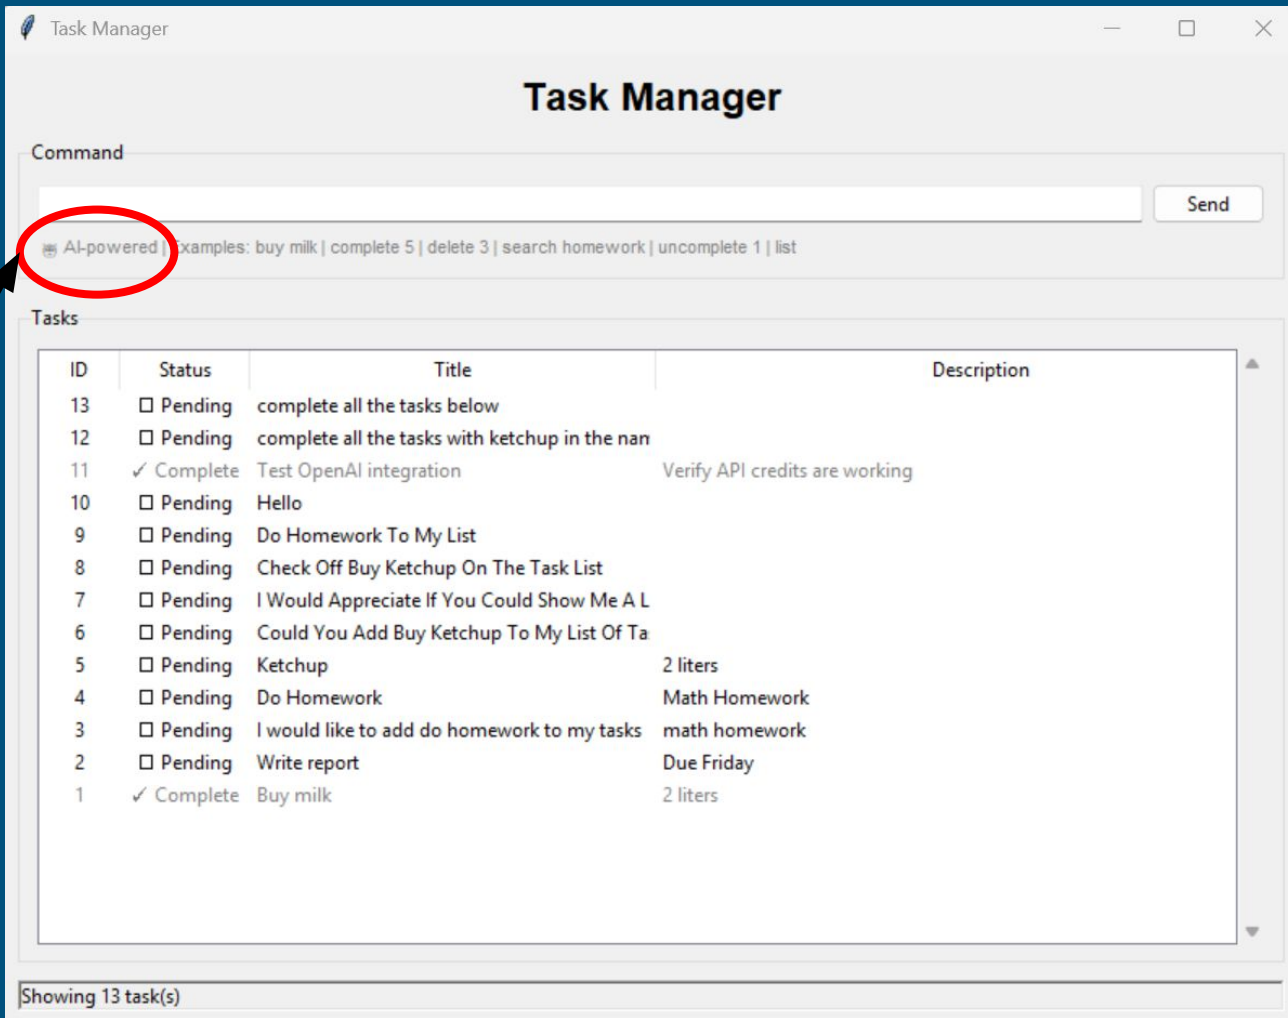 Task Manager
Task Manager
Command
Send
AI-powered | Examples: buy milk | complete 5 | delete 3 | search homework | uncomplete 1 | list
Tasks
ID Status Title Description
13 ☐ Pending complete all the tasks below
12 ☐ Pending complete all the tasks with ketchup in the nam
11 ✓ Complete Test OpenAI integration Verify API credits are working
10 ☐ Pending Hello
9 ☐ Pending Do Homework To My List
8 ☐ Pending Check Off Buy Ketchup On The Task List
7 ☐ Pending I Would Appreciate If You Could Show Me A L
6 ☐ Pending Could You Add Buy Ketchup To My List Of Ta
5 ☐ Pending Ketchup 2 liters
4 ☐ Pending Do Homework Math Homework
3 ☐ Pending I would like to add do homework to my tasks math homework
2 ☐ Pending Write report Due Friday
1 ✓ Complete Buy milk 2 liters
Showing 13 task(s)